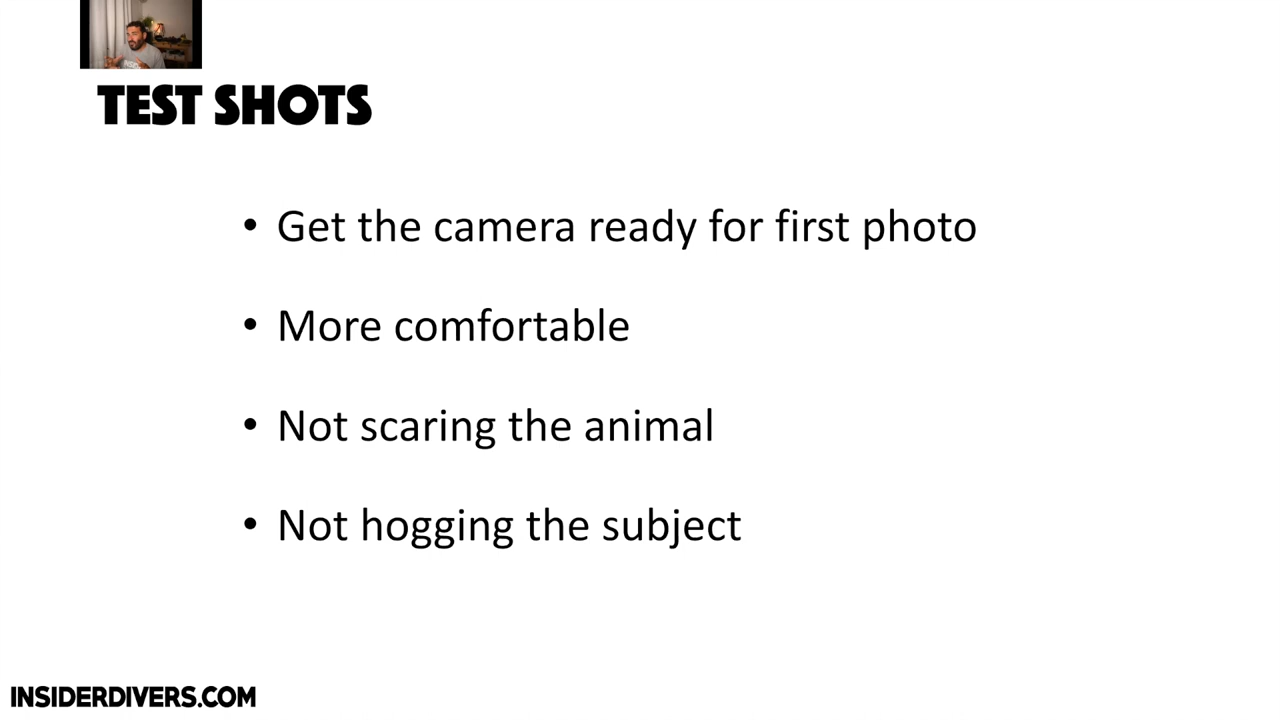 TEST SHOTS
• Get the camera ready for first photo
• More comfortable
• Not scaring the animal
• Not hogging the subject
INSIDERDIVERS.COM